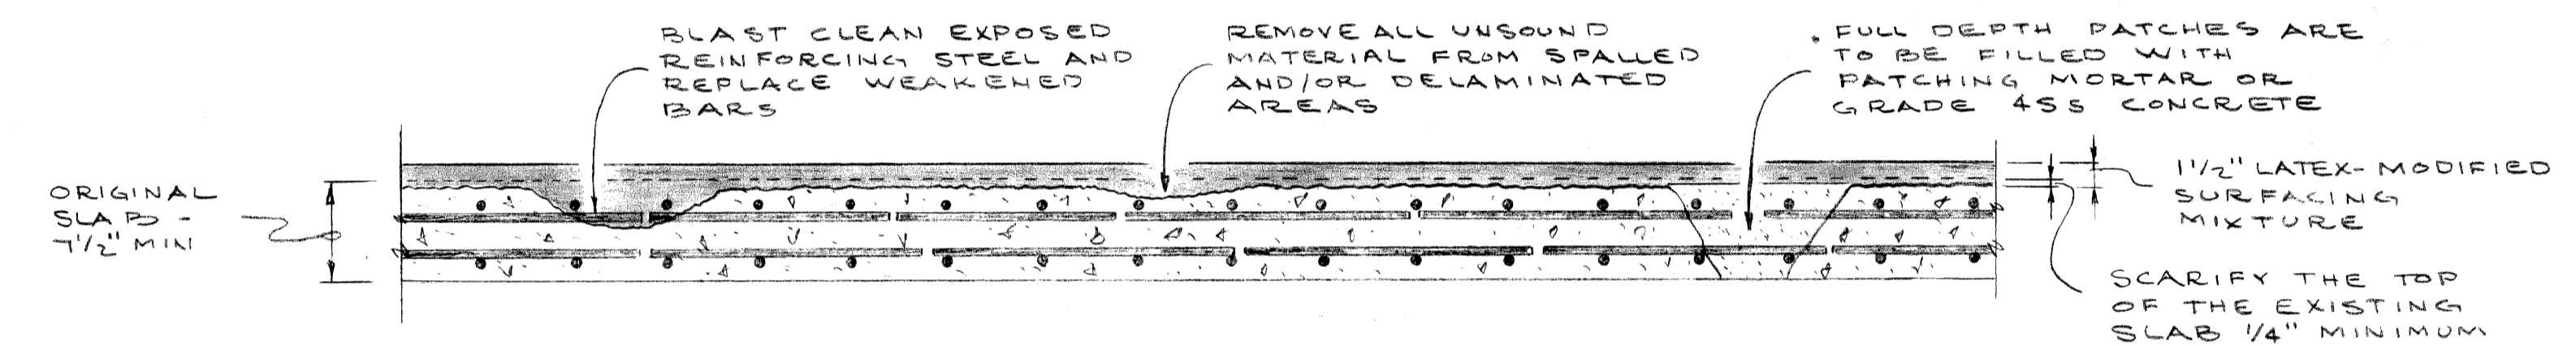 BLAST CLEAN EXPOSED
REINFORCING STEEL AND
REPLACE WEAKENED
BARS
REMOVE ALL UNSOUND
MATERIAL FROM SPALLED
AND/OR DELAMINATED
AREAS
FULL DEPTH PATCHES ARE
TO BE FILLED WITH
PATCHING MORTAR OR
GRADE 45S CONCRETE
ORIGINAL
SLAB -
7 1/2" MIN
1 1/2" LATEX-MODIFIED
SURFACING
MIXTURE
SCARIFY THE TOP
OF THE EXISTING
SLAB 1/4" MINIMUM